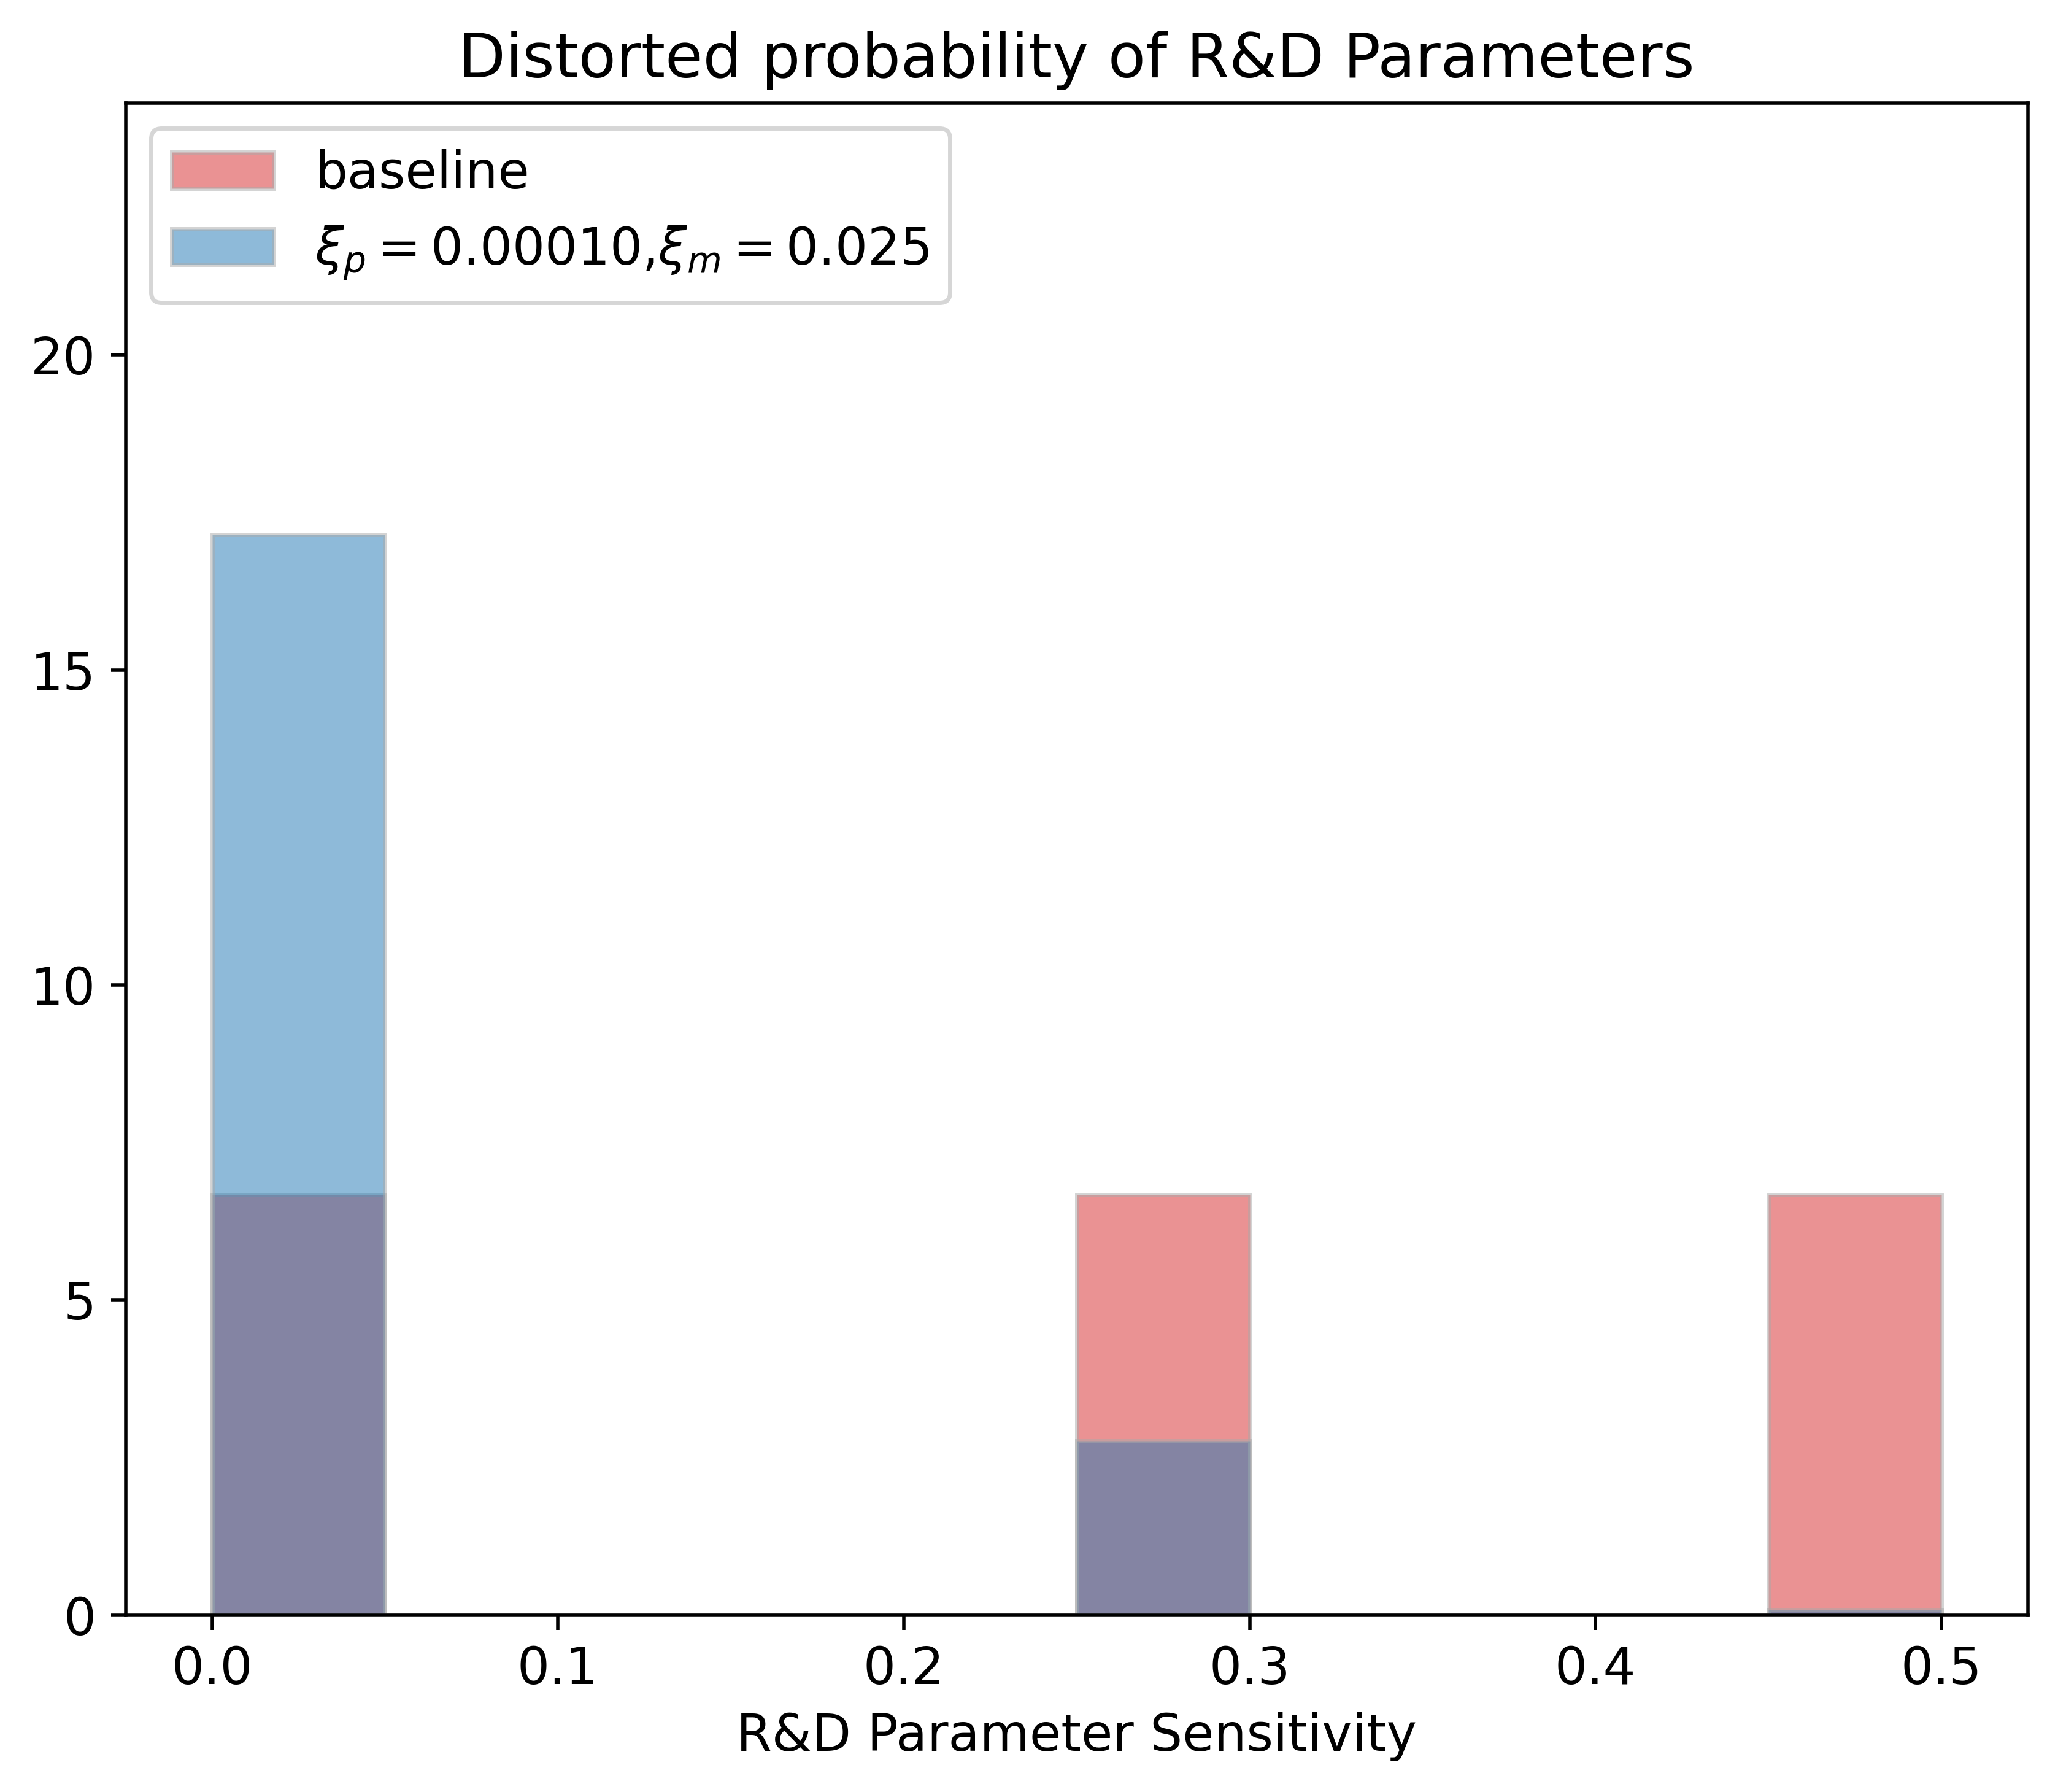 Distorted probability of R&D Parameters
baseline
ξp = 0.00010,ξm = 0.025
20
15
10
5
0
0.0 0.1 0.2 0.3 0.4 0.5
R&D Parameter Sensitivity